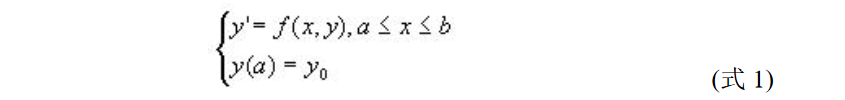 y'= f(x,y), a ≤ x ≤ b
y(a) = y₀
(式 1)